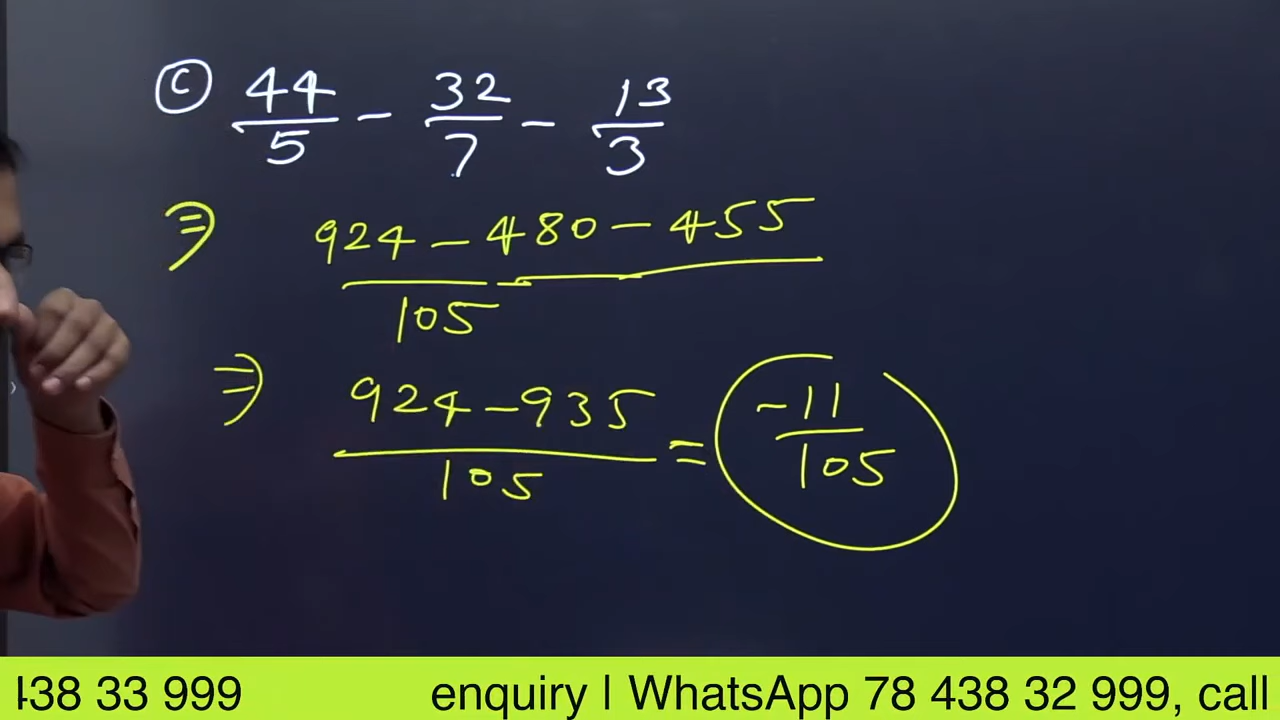 ⓒ 44/5 - 32/7 - 13/3
⇒ 924 - 480 - 455 / 105
⇒ 924 - 935 / 105 = -11/105
438 33 999 enquiry | WhatsApp 78 438 32 999, call